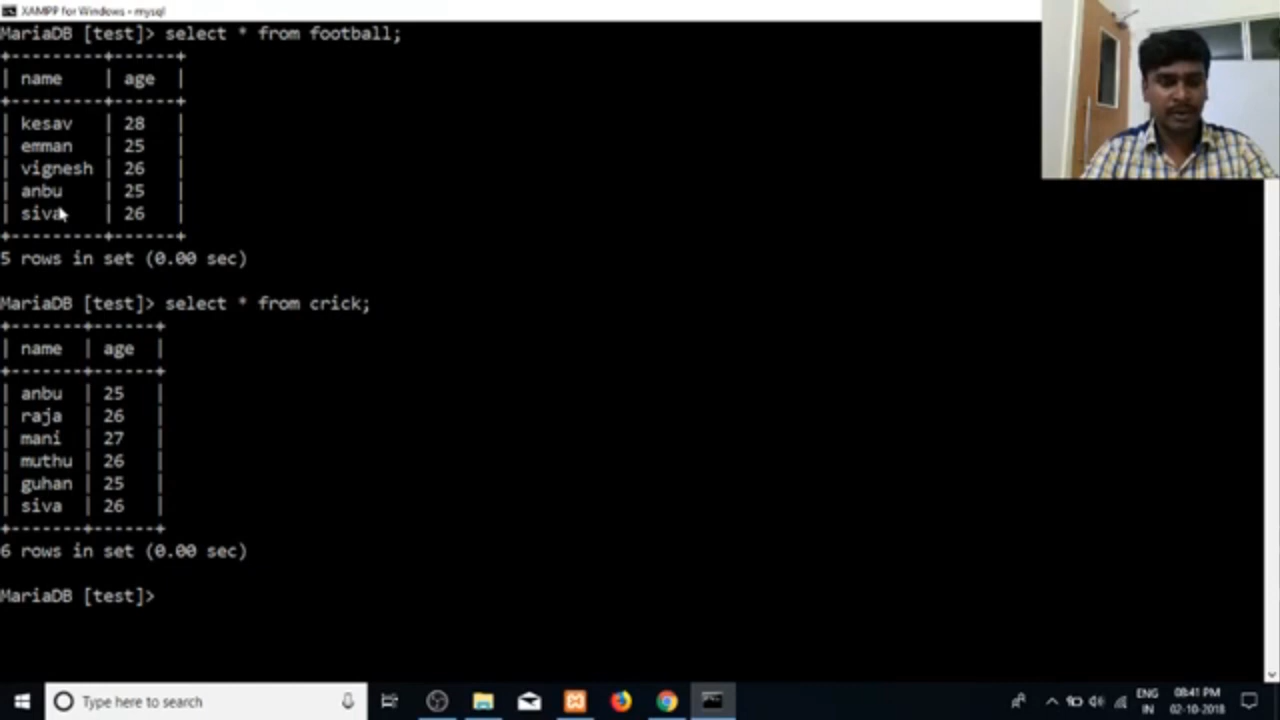 XAMPP for Windows - mysql
MariaDB [test]> select * from football;
+---------+------+
| name    | age  |
+---------+------+
| kesav   | 28   |
| emman   | 25   |
| vignesh | 26   |
| anbu    | 25   |
| siva    | 26   |
+---------+------+
5 rows in set (0.00 sec)
MariaDB [test]> select * from crick;
+-------+------+
| name  | age  |
+-------+------+
| anbu  | 25   |
| raja  | 26   |
| mani  | 27   |
| muthu | 26   |
| guhan | 25   |
| siva  | 26   |
+-------+------+
6 rows in set (0.00 sec)
MariaDB [test]>
Type here to search
ENG 08:41 PM
IN 02-10-2018